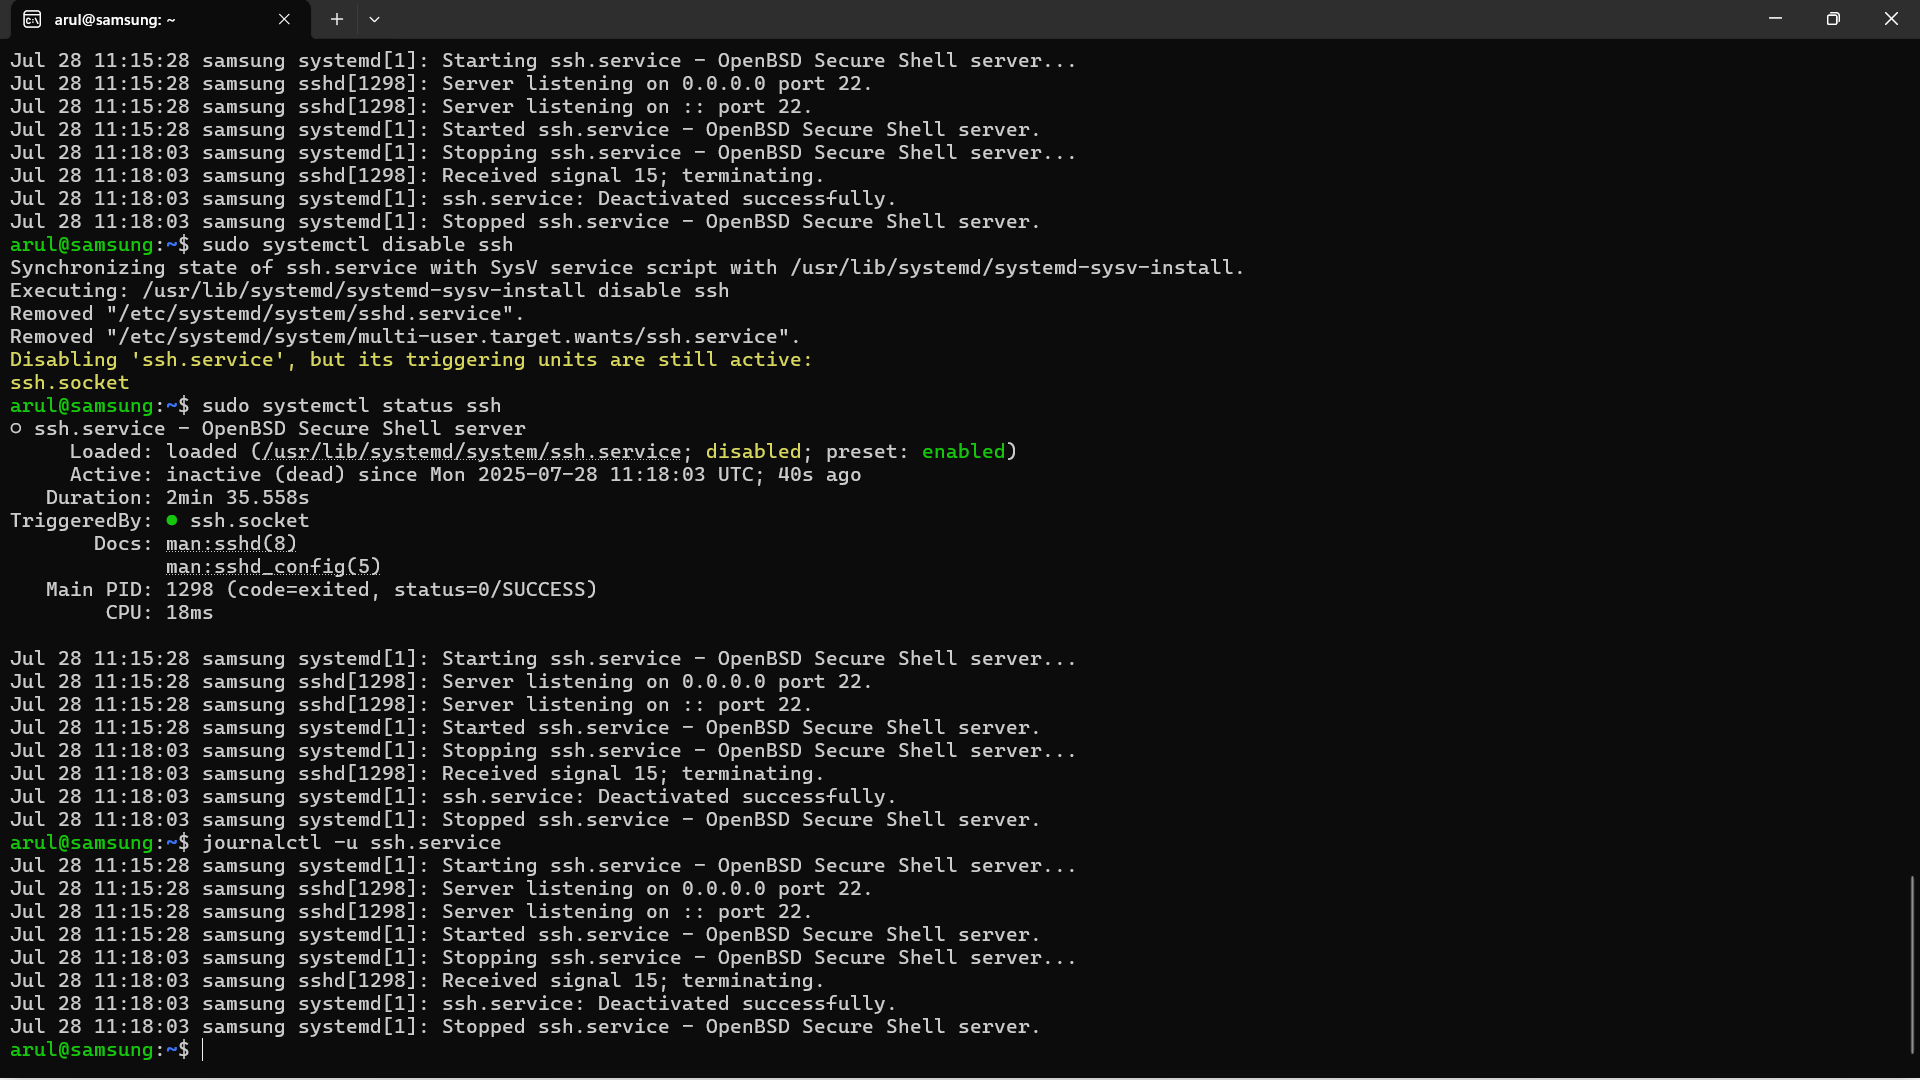 arul@samsung: ~
Jul 28 11:15:28 samsung systemd[1]: Starting ssh.service - OpenBSD Secure Shell server...
Jul 28 11:15:28 samsung sshd[1298]: Server listening on 0.0.0.0 port 22.
Jul 28 11:15:28 samsung sshd[1298]: Server listening on :: port 22.
Jul 28 11:15:28 samsung systemd[1]: Started ssh.service - OpenBSD Secure Shell server.
Jul 28 11:18:03 samsung systemd[1]: Stopping ssh.service - OpenBSD Secure Shell server...
Jul 28 11:18:03 samsung sshd[1298]: Received signal 15; terminating.
Jul 28 11:18:03 samsung systemd[1]: ssh.service: Deactivated successfully.
Jul 28 11:18:03 samsung systemd[1]: Stopped ssh.service - OpenBSD Secure Shell server.
arul@samsung:~$ sudo systemctl disable ssh
Synchronizing state of ssh.service with SysV service script with /usr/lib/systemd/systemd-sysv-install.
Executing: /usr/lib/systemd/systemd-sysv-install disable ssh
Removed "/etc/systemd/system/sshd.service".
Removed "/etc/systemd/system/multi-user.target.wants/ssh.service".
Disabling 'ssh.service', but its triggering units are still active:
ssh.socket
arul@samsung:~$ sudo systemctl status ssh
○ ssh.service - OpenBSD Secure Shell server
     Loaded: loaded (/usr/lib/systemd/system/ssh.service; disabled; preset: enabled)
     Active: inactive (dead) since Mon 2025-07-28 11:18:03 UTC; 40s ago
   Duration: 2min 35.558s
TriggeredBy: ● ssh.socket
       Docs: man:sshd(8)
             man:sshd_config(5)
   Main PID: 1298 (code=exited, status=0/SUCCESS)
        CPU: 18ms

Jul 28 11:15:28 samsung systemd[1]: Starting ssh.service - OpenBSD Secure Shell server...
Jul 28 11:15:28 samsung sshd[1298]: Server listening on 0.0.0.0 port 22.
Jul 28 11:15:28 samsung sshd[1298]: Server listening on :: port 22.
Jul 28 11:15:28 samsung systemd[1]: Started ssh.service - OpenBSD Secure Shell server.
Jul 28 11:18:03 samsung systemd[1]: Stopping ssh.service - OpenBSD Secure Shell server...
Jul 28 11:18:03 samsung sshd[1298]: Received signal 15; terminating.
Jul 28 11:18:03 samsung systemd[1]: ssh.service: Deactivated successfully.
Jul 28 11:18:03 samsung systemd[1]: Stopped ssh.service - OpenBSD Secure Shell server.
arul@samsung:~$ journalctl -u ssh.service
Jul 28 11:15:28 samsung systemd[1]: Starting ssh.service - OpenBSD Secure Shell server...
Jul 28 11:15:28 samsung sshd[1298]: Server listening on 0.0.0.0 port 22.
Jul 28 11:15:28 samsung sshd[1298]: Server listening on :: port 22.
Jul 28 11:15:28 samsung systemd[1]: Started ssh.service - OpenBSD Secure Shell server.
Jul 28 11:18:03 samsung systemd[1]: Stopping ssh.service - OpenBSD Secure Shell server...
Jul 28 11:18:03 samsung sshd[1298]: Received signal 15; terminating.
Jul 28 11:18:03 samsung systemd[1]: ssh.service: Deactivated successfully.
Jul 28 11:18:03 samsung systemd[1]: Stopped ssh.service - OpenBSD Secure Shell server.
arul@samsung:~$